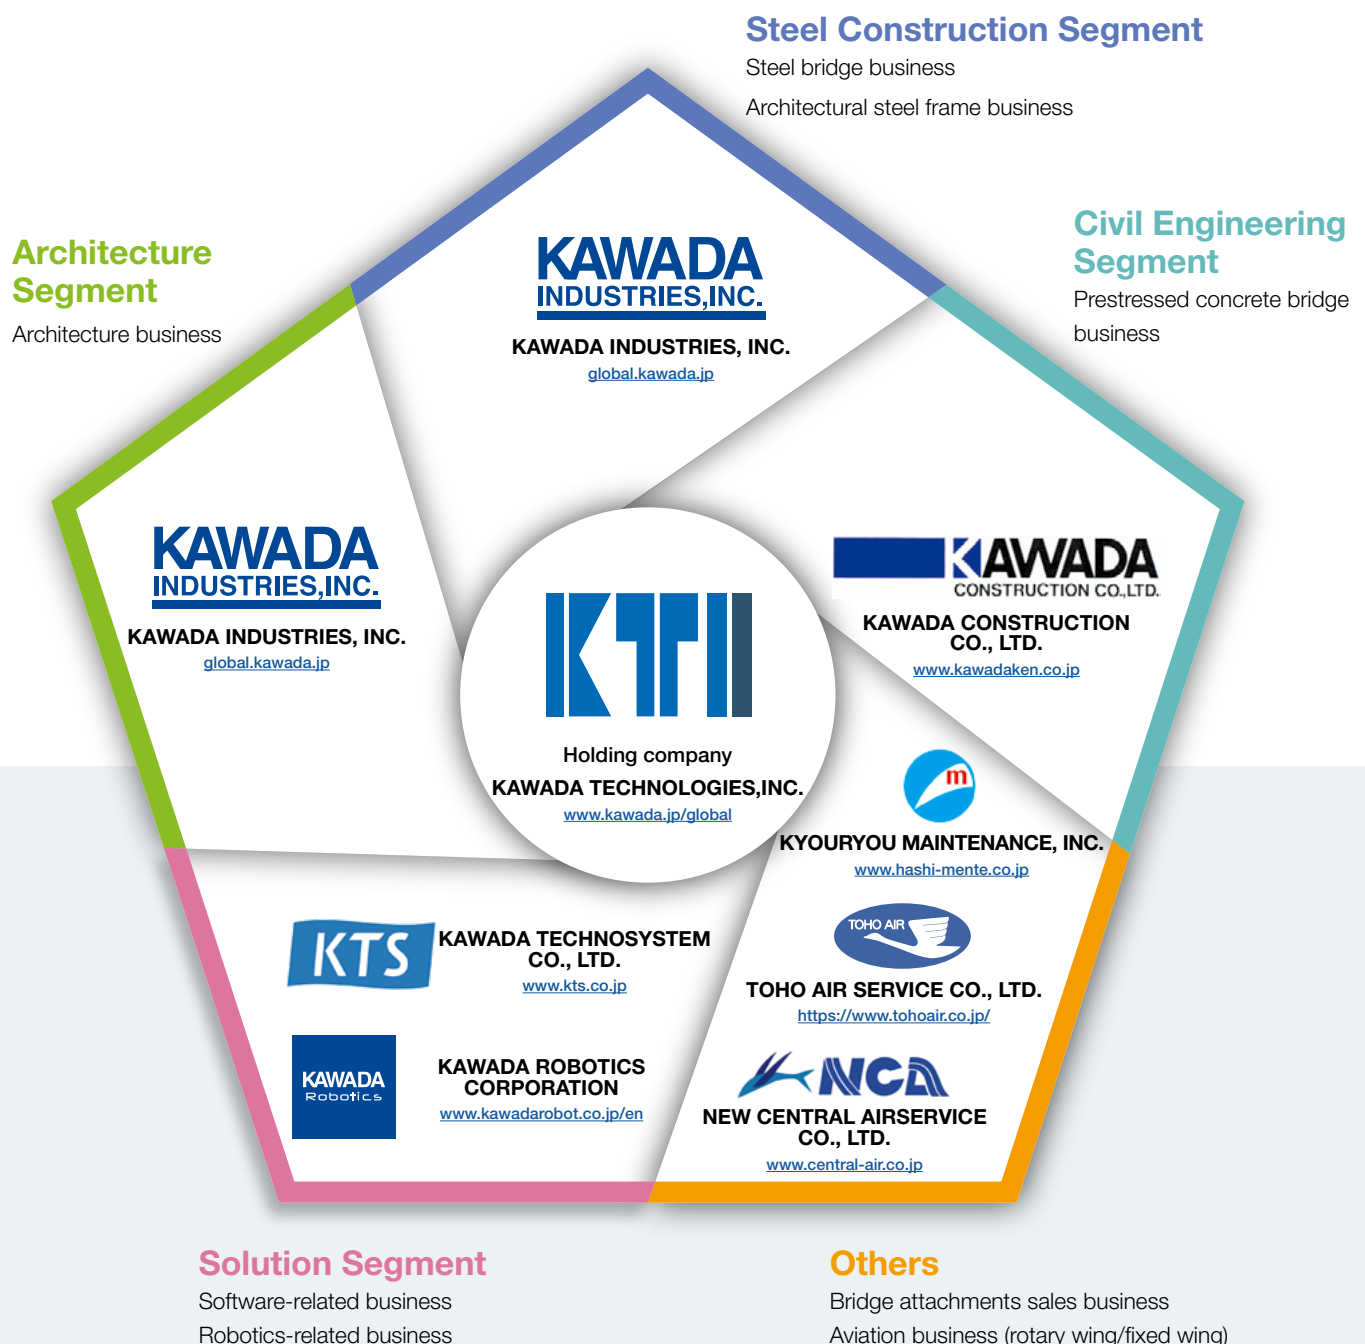 Steel Construction Segment
Steel bridge business
Architectural steel frame business
Civil Engineering
Segment
Prestressed concrete bridge
business
Architecture
Segment
Architecture business
KAWADA
INDUSTRIES,INC.
KAWADA INDUSTRIES, INC.
global.kawada.jp
KAWADA
INDUSTRIES,INC.
KAWADA INDUSTRIES, INC.
global.kawada.jp
KAWADA
CONSTRUCTION CO.,LTD.
KAWADA CONSTRUCTION
CO., LTD.
www.kawadaken.co.jp
KTI
Holding company
KAWADA TECHNOLOGIES,INC.
www.kawada.jp/global
m
KYOURYOU MAINTENANCE, INC.
www.hashi-mente.co.jp
TOHO AIR
TOHO AIR SERVICE CO., LTD.
https://www.tohoair.co.jp/
NCA
NEW CENTRAL AIRSERVICE
CO., LTD.
www.central-air.co.jp
KTS
KAWADA TECHNOSYSTEM
CO., LTD.
www.kts.co.jp
KAWADA
Robotics
KAWADA ROBOTICS
CORPORATION
www.kawadarobot.co.jp/en
Solution Segment
Software-related business
Robotics-related business
Others
Bridge attachments sales business
Aviation business (rotary wing/fixed wing)